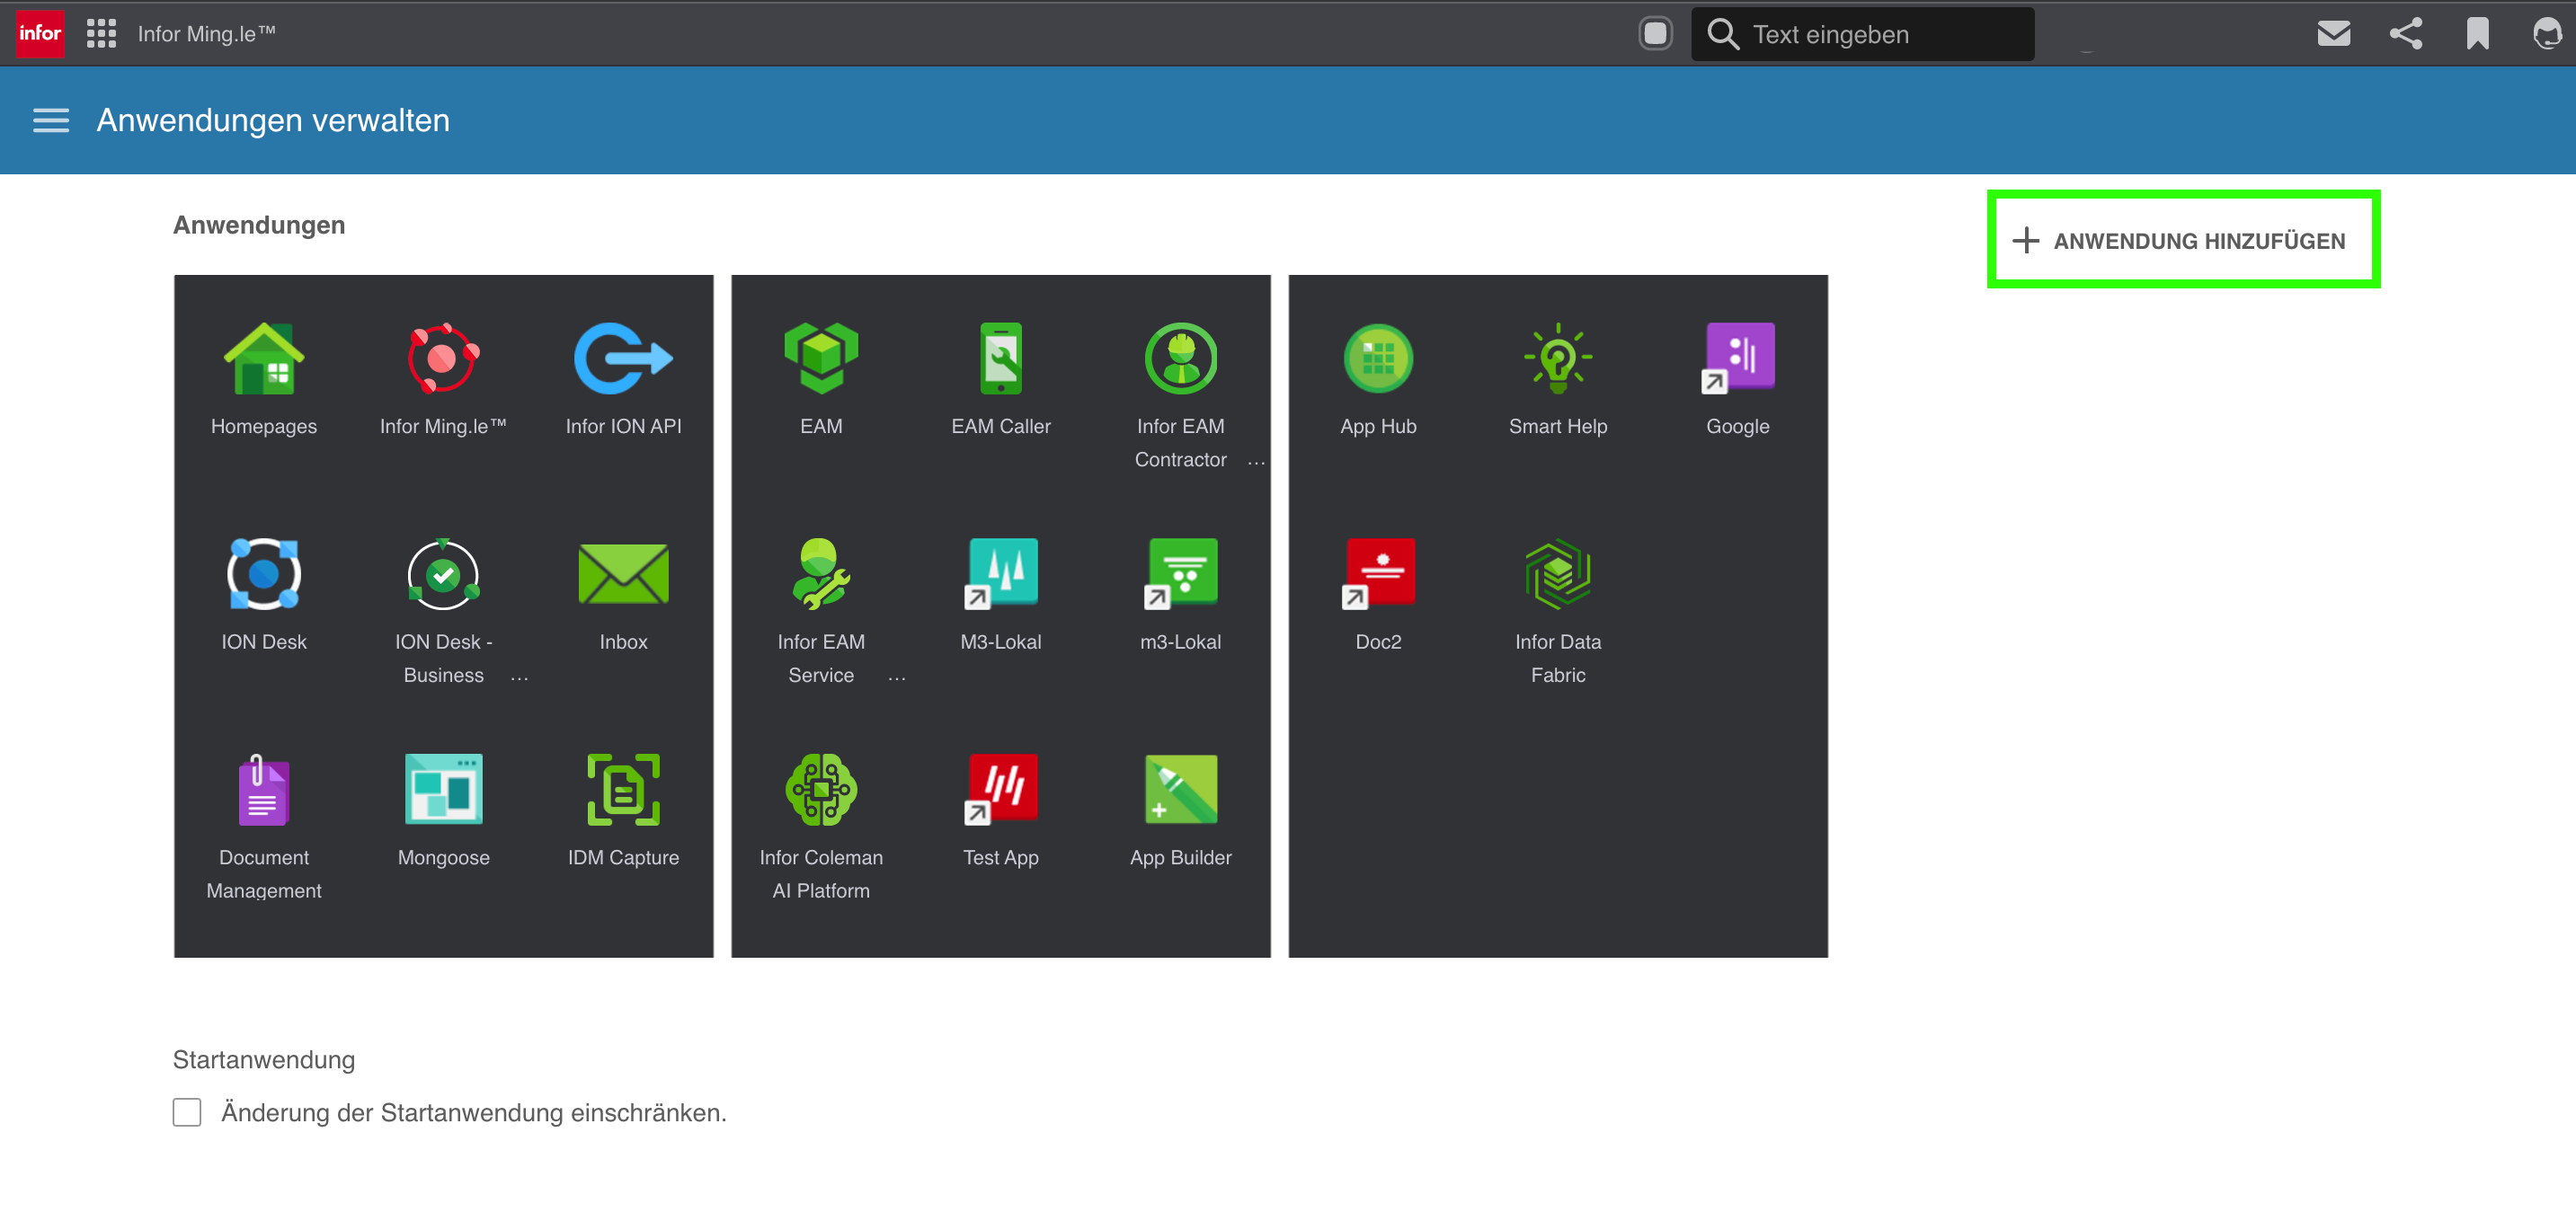 infor
Infor Ming.le™
Text eingeben
Anwendungen verwalten
Anwendungen
ANWENDUNG HINZUFÜGEN
Homepages
Infor Ming.le™
Infor ION API
ION Desk
ION Desk -
Business ...
Inbox
Document
Management
Mongoose
IDM Capture
EAM
EAM Caller
Infor EAM
Contractor ...
Infor EAM
Service ...
M3-Lokal
m3-Lokal
Infor Coleman
AI Platform
Test App
App Builder
App Hub
Smart Help
Google
Doc2
Infor Data
Fabric
Startanwendung
Änderung der Startanwendung einschränken.